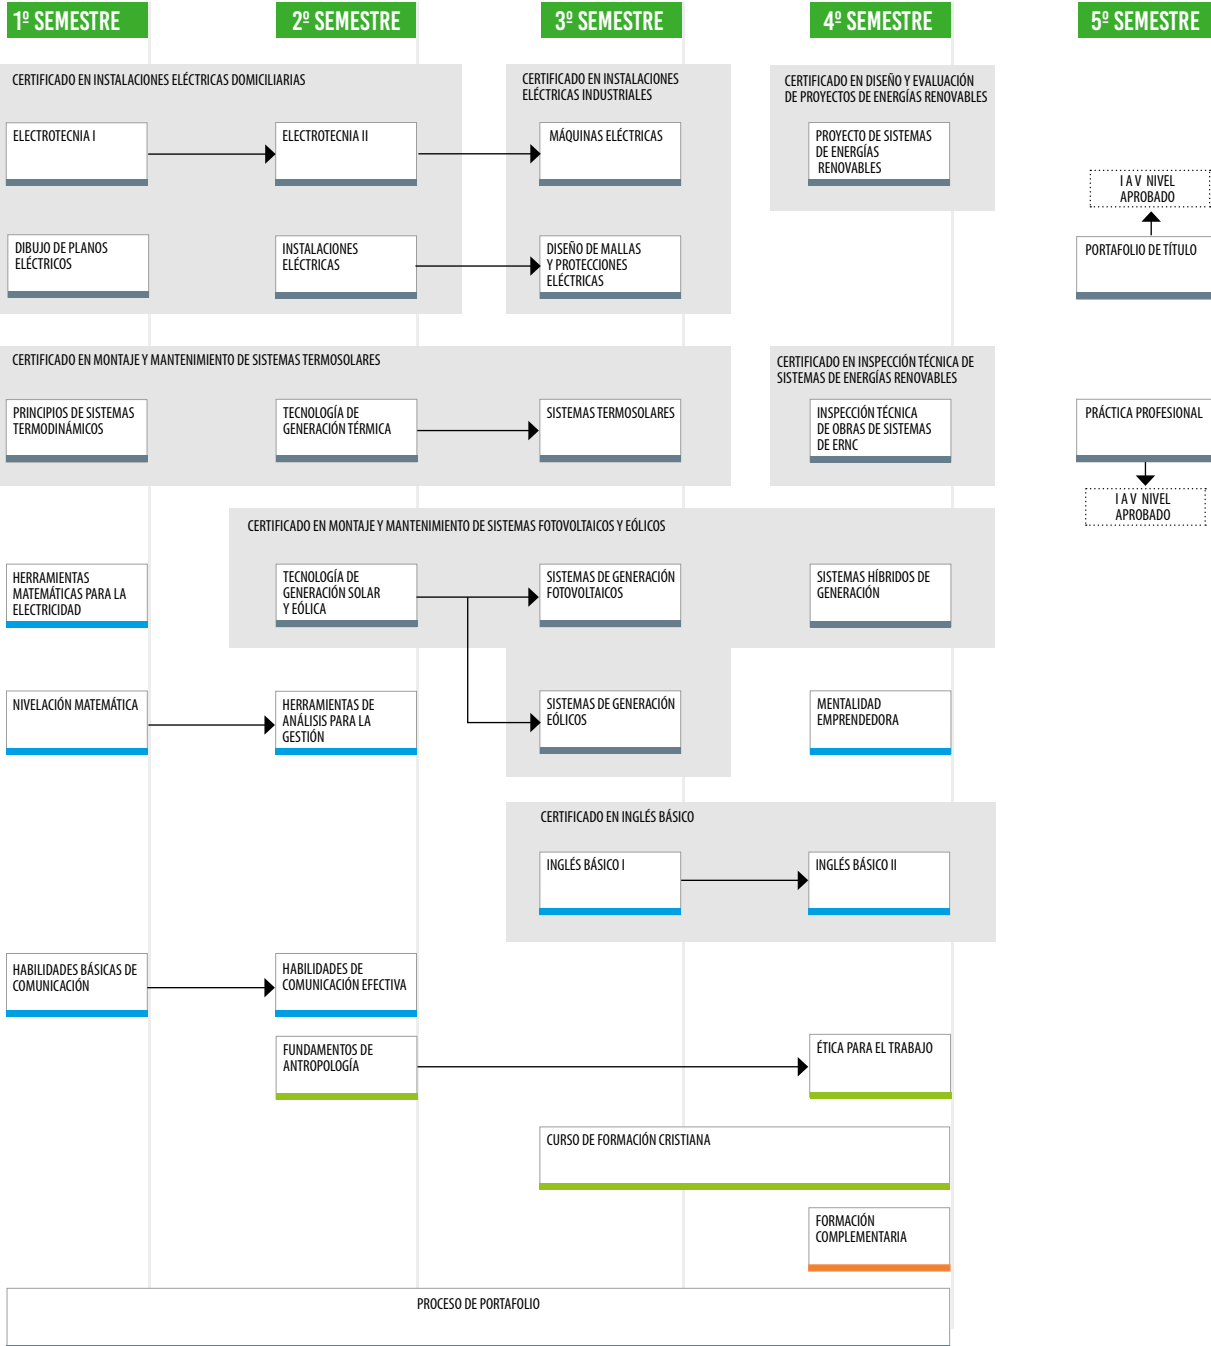 1º SEMESTRE
2º SEMESTRE
3º SEMESTRE
4º SEMESTRE
5º SEMESTRE
CERTIFICADO EN INSTALACIONES ELÉCTRICAS DOMICILIARIAS
CERTIFICADO EN INSTALACIONES
ELÉCTRICAS INDUSTRIALES
CERTIFICADO EN DISEÑO Y EVALUACIÓN
DE PROYECTOS DE ENERGÍAS RENOVABLES
ELECTROTECNIA I
ELECTROTECNIA II
MÁQUINAS ELÉCTRICAS
PROYECTO DE SISTEMAS
DE ENERGÍAS
RENOVABLES
I A V NIVEL
APROBADO
DIBUJO DE PLANOS
ELÉCTRICOS
INSTALACIONES
ELÉCTRICAS
DISEÑO DE MALLAS
Y PROTECCIONES
ELÉCTRICAS
PORTAFOLIO DE TÍTULO
CERTIFICADO EN MONTAJE Y MANTENIMIENTO DE SISTEMAS TERMOSOLARES
CERTIFICADO EN INSPECCIÓN TÉCNICA DE
SISTEMAS DE ENERGÍAS RENOVABLES
PRINCIPIOS DE SISTEMAS
TERMODINÁMICOS
TECNOLOGÍA DE
GENERACIÓN TÉRMICA
SISTEMAS TERMOSOLARES
INSPECCIÓN TÉCNICA
DE OBRAS DE SISTEMAS
DE ERNC
PRÁCTICA PROFESIONAL
I A V NIVEL
APROBADO
CERTIFICADO EN MONTAJE Y MANTENIMIENTO DE SISTEMAS FOTOVOLTAICOS Y EÓLICOS
HERRAMIENTAS
MATEMÁTICAS PARA LA
ELECTRICIDAD
TECNOLOGÍA DE
GENERACIÓN SOLAR
Y EÓLICA
SISTEMAS DE GENERACIÓN
FOTOVOLTAICOS
SISTEMAS HÍBRIDOS DE
GENERACIÓN
NIVELACIÓN MATEMÁTICA
HERRAMIENTAS DE
ANÁLISIS PARA LA
GESTIÓN
SISTEMAS DE GENERACIÓN
EÓLICOS
MENTALIDAD
EMPRENDEDORA
CERTIFICADO EN INGLÉS BÁSICO
INGLÉS BÁSICO I
INGLÉS BÁSICO II
HABILIDADES BÁSICAS DE
COMUNICACIÓN
HABILIDADES DE
COMUNICACIÓN EFECTIVA
FUNDAMENTOS DE
ANTROPOLOGÍA
ÉTICA PARA EL TRABAJO
CURSO DE FORMACIÓN CRISTIANA
FORMACIÓN
COMPLEMENTARIA
PROCESO DE PORTAFOLIO